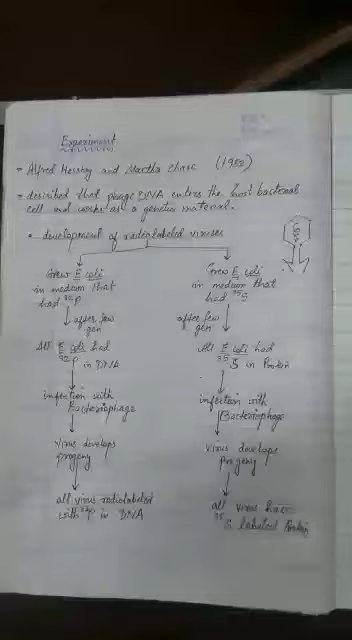 Experiment
= Alfred Hershey and Martha Chase (1952)
= described that phage DNA enters the host bacterial
cell and works as a genetic material.
• development of radiolabeled viruses
Grew E coli
in medium that
had ³²P
after few
gen
All E coli had
³²P in DNA
infection with
Bacteriophage
virus develops
progeny
all virus radiolabeled
with ³²P in DNA
Grew E coli
in medium that
had ³⁵S
after few
gen
All E coli had
³⁵S in Protein
infection with
Bacteriophage
virus develops
progeny
all virus have
³⁵S labeled Protein